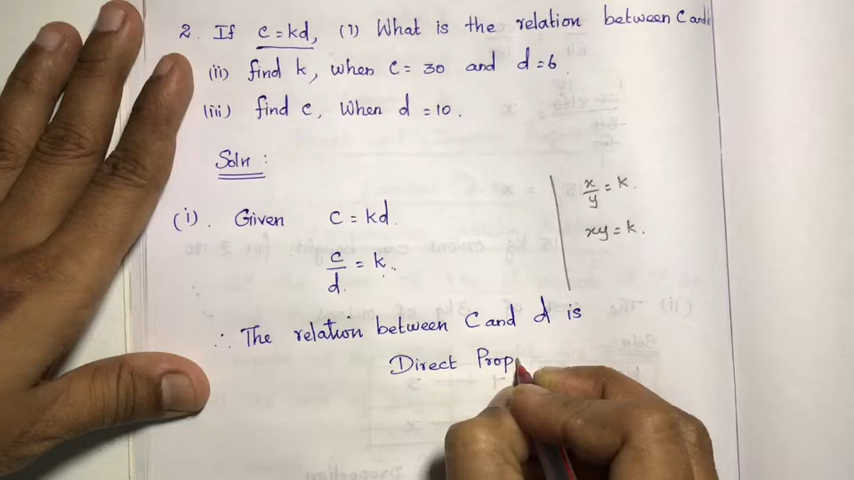 2. If c = kd, (i) What is the relation between c and
(ii) find k, when c = 30 and d = 6.
(iii) find c, When d = 10.
Soln :
(i). Given c = kd.
c/d = k.
x/y = k.
xy = k.
∴ The relation between c and d is
Direct Prop